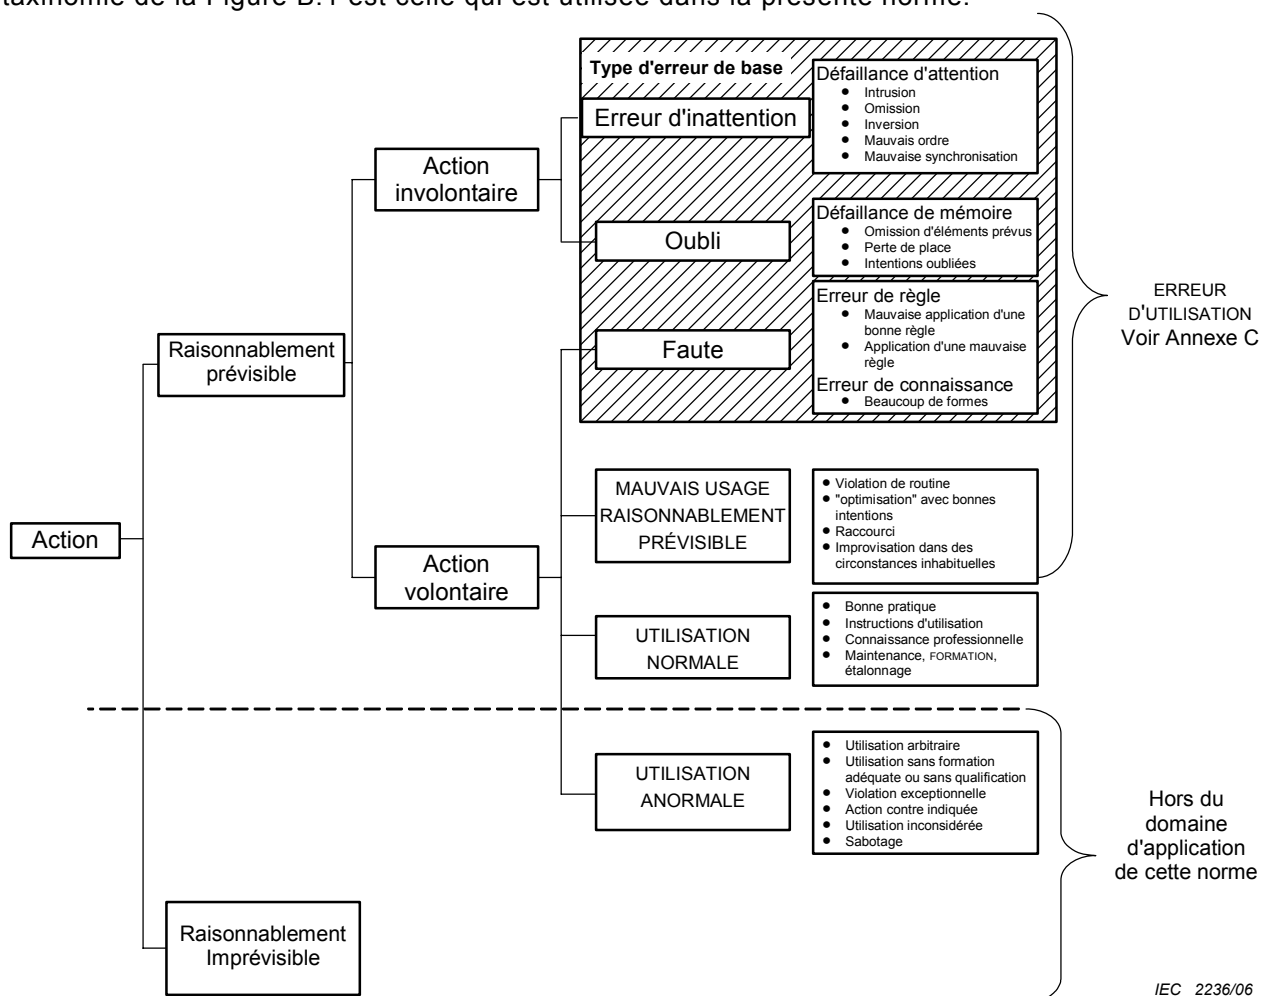 taxinomie de la Figure B.1 est celle qui est utilisée dans la présente norme.
Type d'erreur de base
Erreur d'inattention
Défaillance d'attention
● Intrusion
● Omission
● Inversion
● Mauvais ordre
● Mauvaise synchronisation
Action
involontaire
Oubli
Défaillance de mémoire
● Omission d'éléments prévus
● Perte de place
● Intentions oubliées
Raisonnablement
prévisible
Faute
Erreur de règle
● Mauvaise application d'une
bonne règle
● Application d'une mauvaise
règle
Erreur de connaissance
● Beaucoup de formes
ERREUR
D'UTILISATION
Voir Annexe C
Action
Action
volontaire
MAUVAIS USAGE
RAISONNABLEMENT
PRÉVISIBLE
● Violation de routine
● "optimisation" avec bonnes
intentions
● Raccourci
● Improvisation dans des
circonstances inhabituelles
UTILISATION
NORMALE
● Bonne pratique
● Instructions d'utilisation
● Connaissance professionnelle
● Maintenance, FORMATION,
étalonnage
UTILISATION
ANORMALE
● Utilisation arbitraire
● Utilisation sans formation
adéquate ou sans qualification
● Violation exceptionnelle
● Action contre indiquée
● Utilisation inconsidérée
● Sabotage
Hors du
domaine
d'application
de cette norme
Raisonnablement
Imprévisible
IEC 2236/06